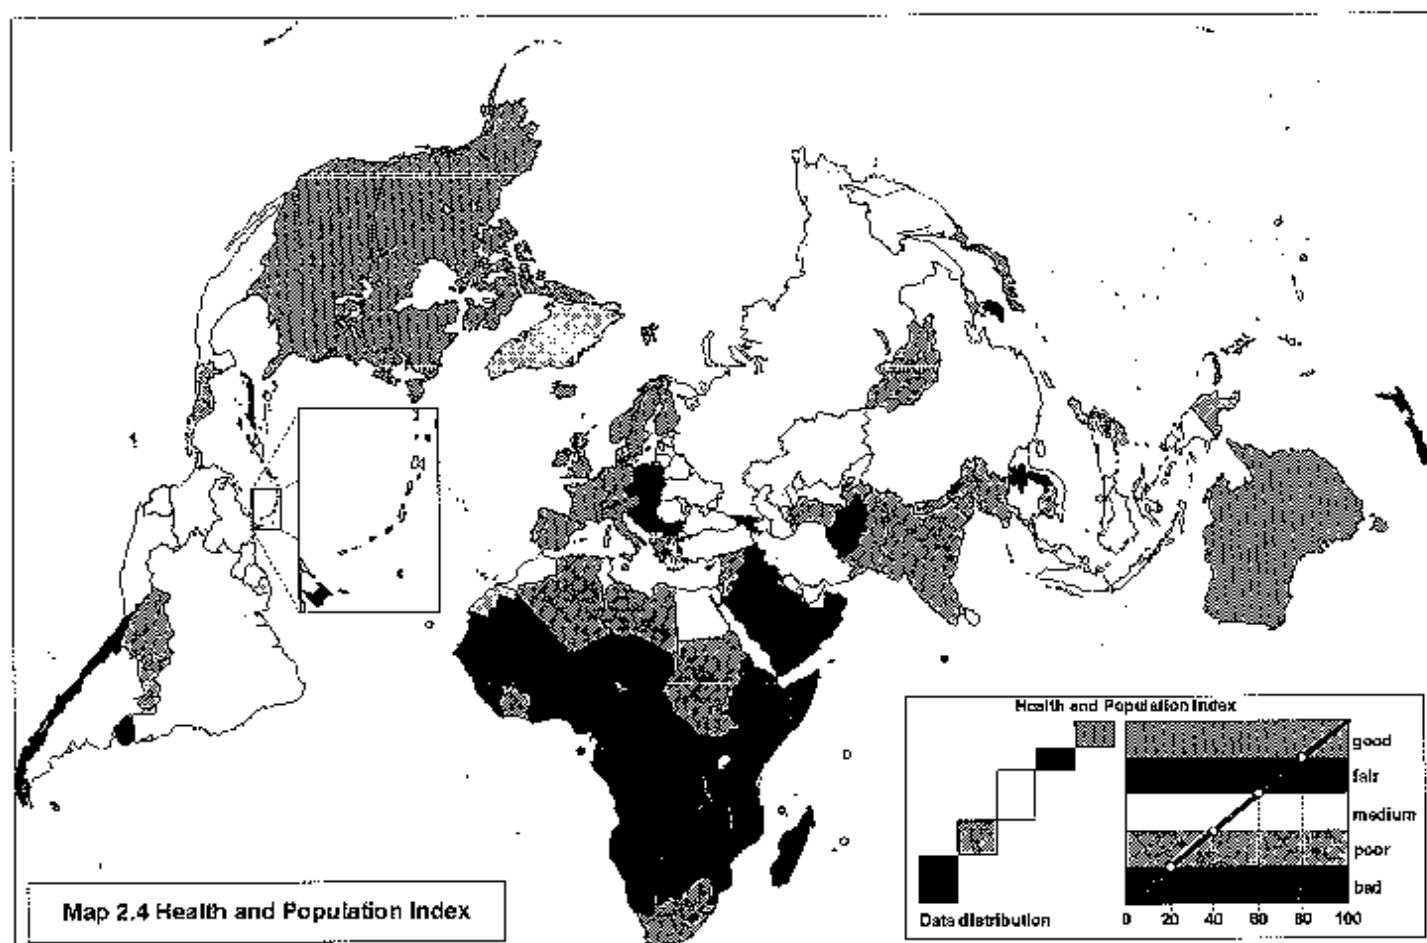 Health and Population Index
good
fair
medium
poor
bad
0 20 40 60 80 100
Data distribution
Map 2.4 Health and Population Index